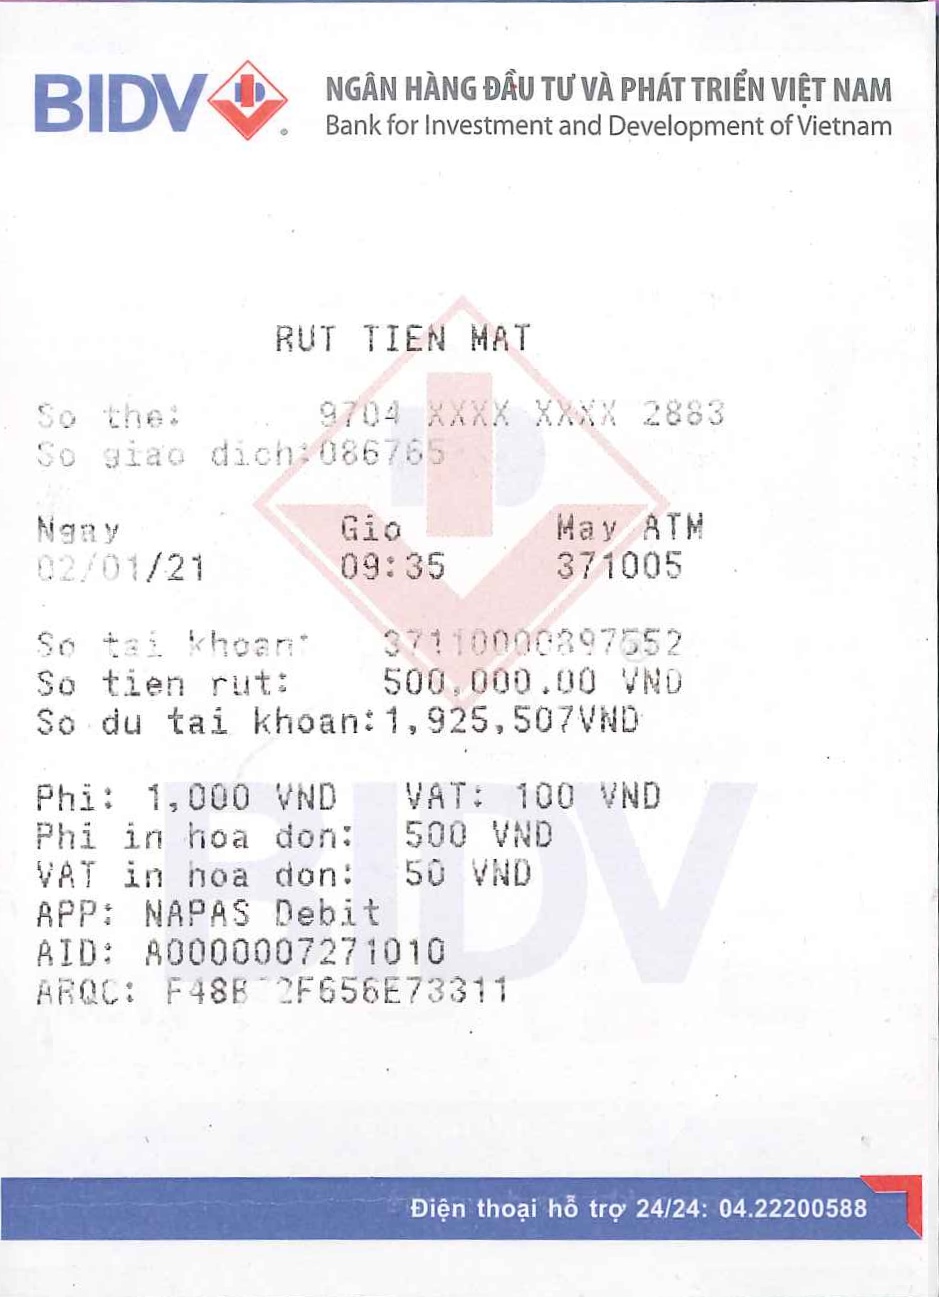 BIDV
NGÂN HÀNG ĐẦU TƯ VÀ PHÁT TRIỂN VIỆT NAM
Bank for Investment and Development of Vietnam
RUT TIEN MAT
So the: 9704 XXXX XXXX 2883
So giao dich:086765
Ngay Gio May ATM
02/01/21 09:35 371005
So tai khoan: 37110000897552
So tien rut: 500,000.00 VND
So du tai khoan:1,925,507VND
Phi: 1,000 VND VAT: 100 VND
Phi in hoa don: 500 VND
VAT in hoa don: 50 VND
APP: NAPAS Debit
AID: A0000007271010
ARQC:
BIDV
Điện thoại hỗ trợ 24/24: 04.22200588